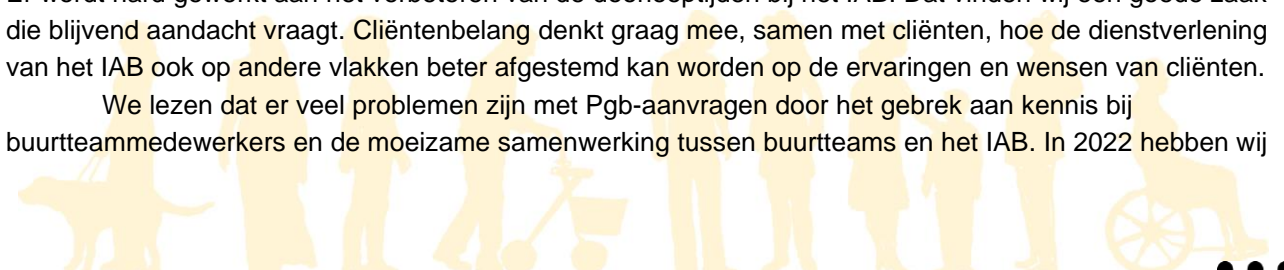 Er wordt hard gewerkt aan het verbeteren van de doorlooptijden bij het IAB. Dat vinden wij een goede zaak
die blijvend aandacht vraagt. Cliëntenbelang denkt graag mee, samen met cliënten, hoe de dienstverlening
van het IAB ook op andere vlakken beter afgestemd kan worden op de ervaringen en wensen van cliënten.
We lezen dat er veel problemen zijn met Pgb-aanvragen door het gebrek aan kennis bij
buurtteammedewerkers en de moeizame samenwerking tussen buurtteams en het IAB. In 2022 hebben wij